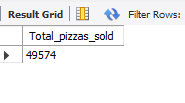 Result Grid Filter Rows:
Total_pizzas_sold
49574